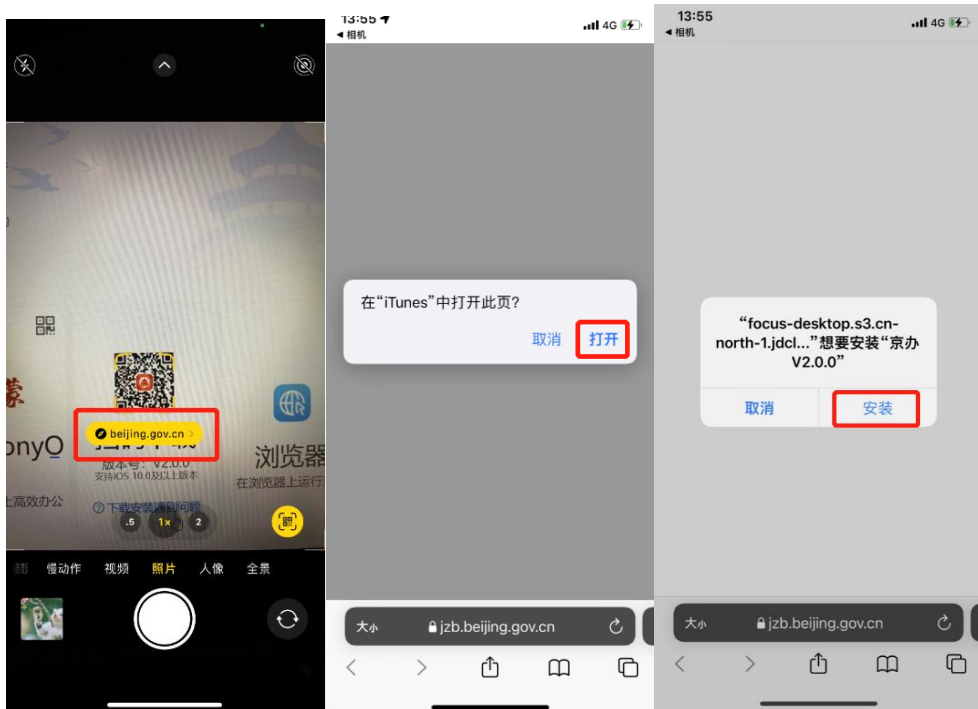 蒙
onyO
beijing.gov.cn
版本号：V2.0.0
支持iOS 10.0及以上版本
浏览器
在浏览器上运行
上高效办公
下载安装遇到问题
.5
1×
2
慢动作
视频
照片
人像
全景
13:55
相机
4G
在“iTunes”中打开此页?
取消
打开
大小
jzb.beijing.gov.cn
13:55
相机
4G
“focus-desktop.s3.cn-
north-1.jdcl...”想要安装“京办
V2.0.0”
取消
安装
大小
jzb.beijing.gov.cn